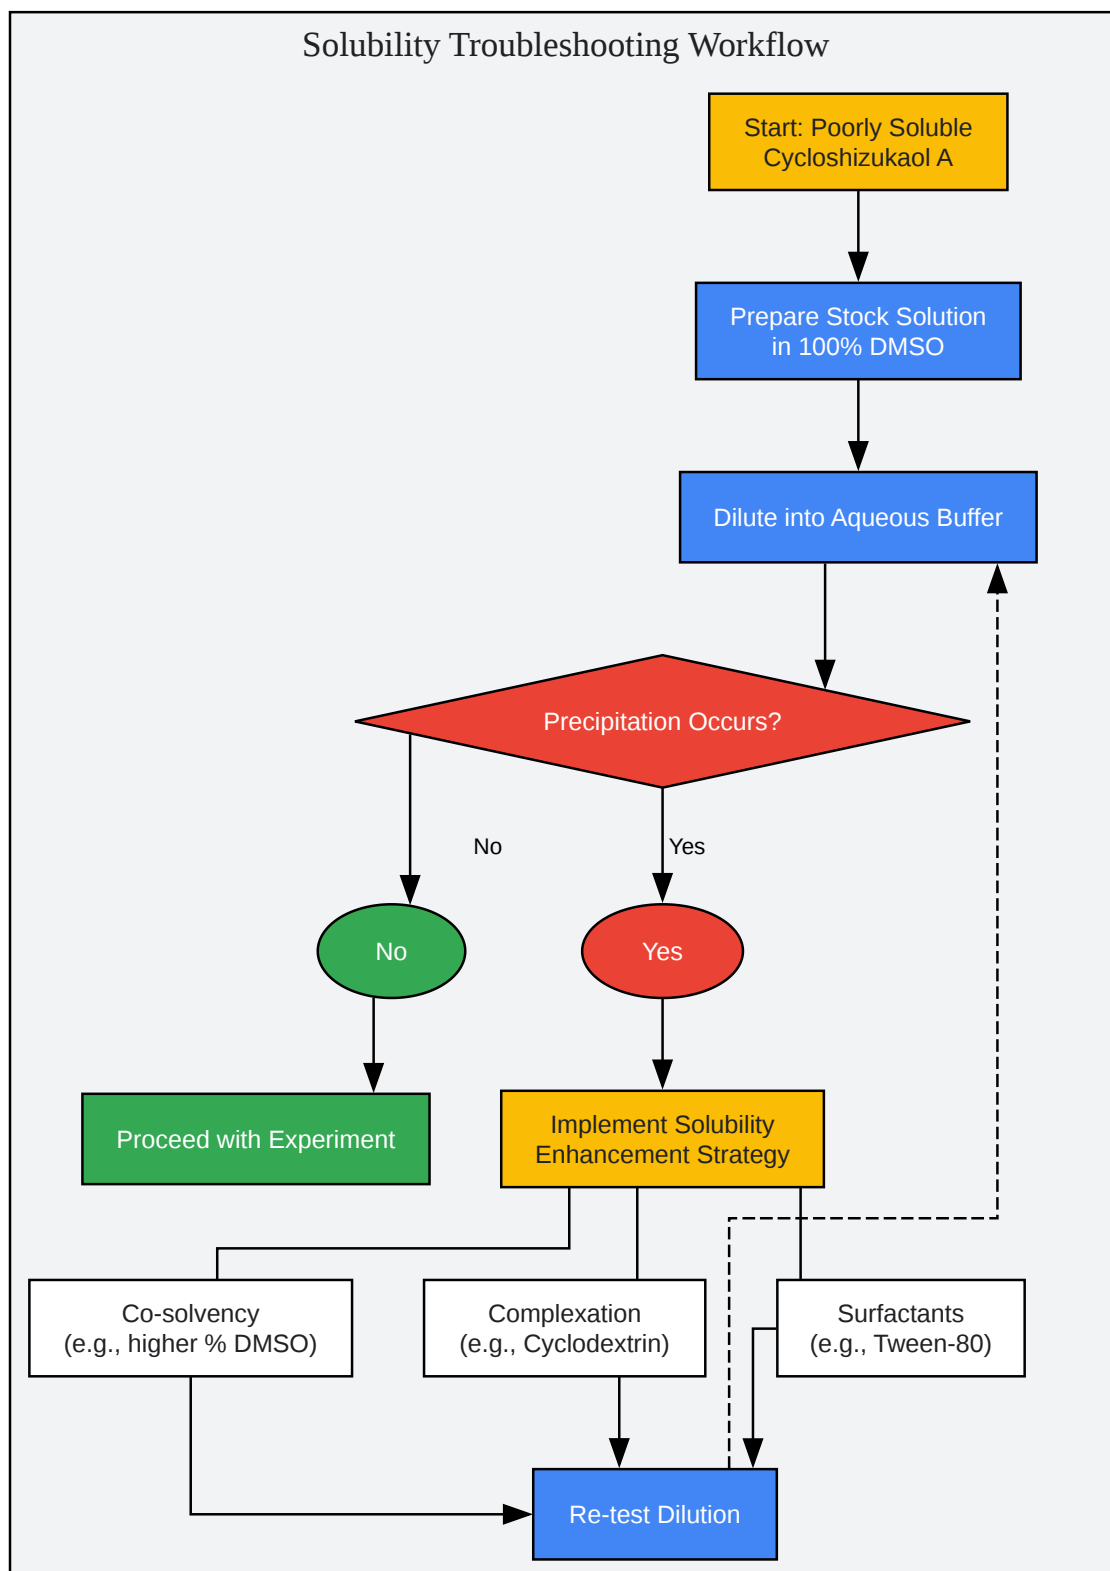 Solubility Troubleshooting Workflow
Start: Poorly Soluble
Cycloshizukaol A
Prepare Stock Solution
in 100% DMSO
Dilute into Aqueous Buffer
Precipitation Occurs?
No
Yes
No
Yes
Proceed with Experiment
Implement Solubility
Enhancement Strategy
Co-solvency
(e.g., higher % DMSO)
Complexation
(e.g., Cyclodextrin)
Surfactants
(e.g., Tween-80)
Re-test Dilution